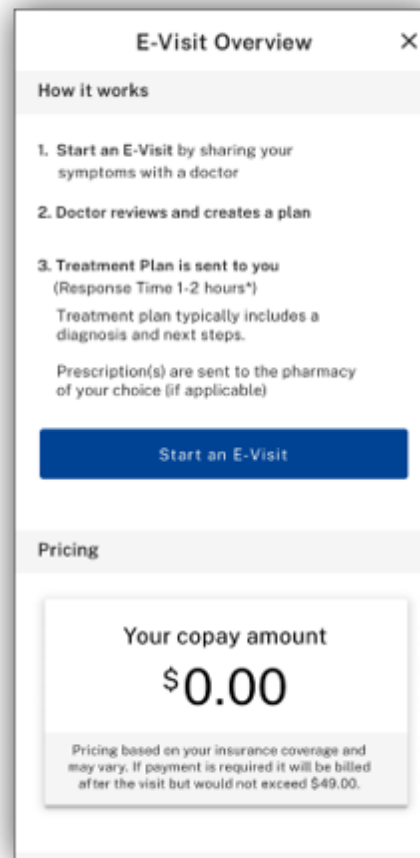 E-Visit Overview ×
How it works
1. Start an E-Visit by sharing your
symptoms with a doctor
2. Doctor reviews and creates a plan
3. Treatment Plan is sent to you
(Response Time 1-2 hours*)
Treatment plan typically includes a
diagnosis and next steps.
Prescription(s) are sent to the pharmacy
of your choice (if applicable)
Start an E-Visit
Pricing
Your copay amount
$0.00
Pricing based on your insurance coverage and
may vary. If payment is required it will be billed
after the visit but would not exceed $49.00.